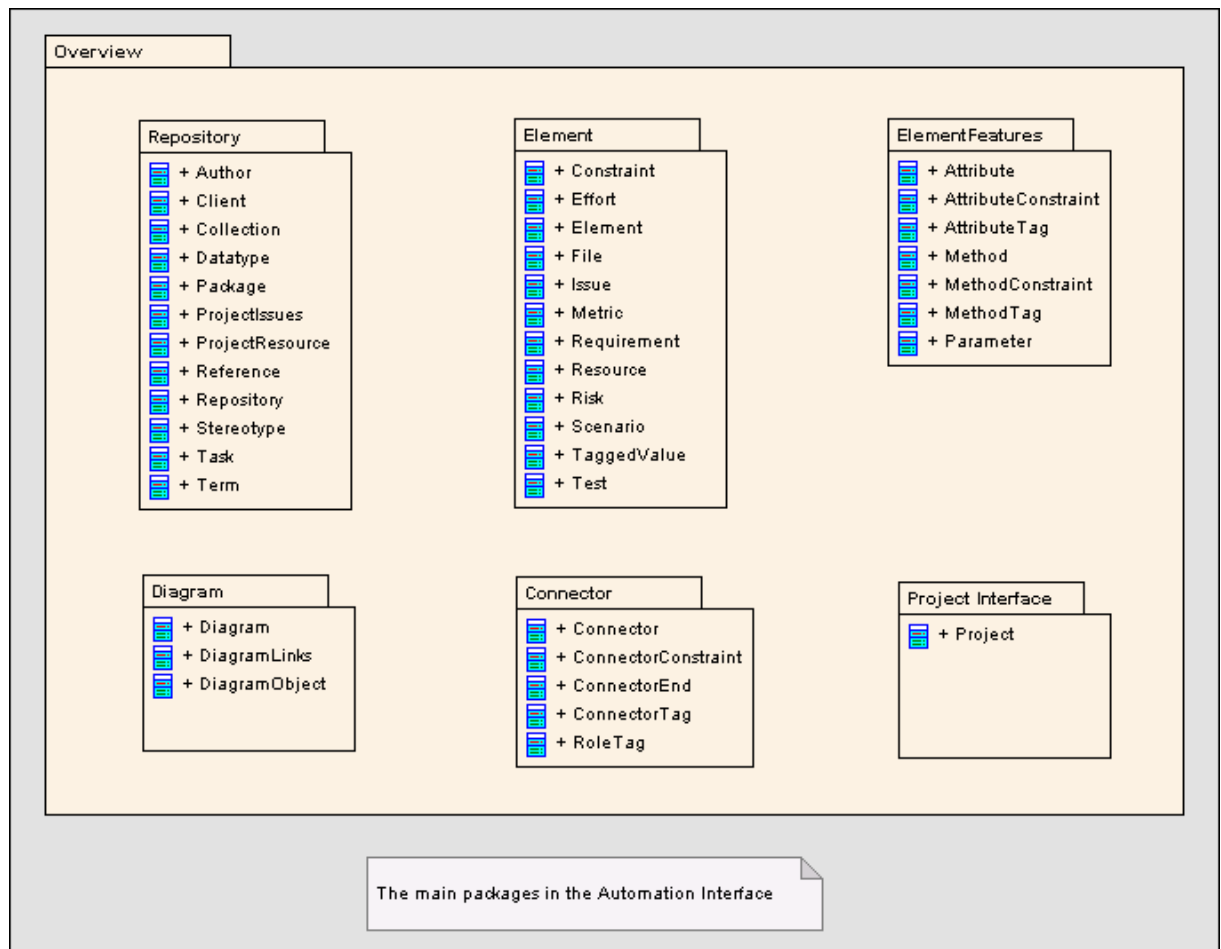 Overview
Repository
+ Author
+ Client
+ Collection
+ Datatype
+ Package
+ ProjectIssues
+ ProjectResource
+ Reference
+ Repository
+ Stereotype
+ Task
+ Term
Element
+ Constraint
+ Effort
+ Element
+ File
+ Issue
+ Metric
+ Requirement
+ Resource
+ Risk
+ Scenario
+ TaggedValue
+ Test
ElementFeatures
+ Attribute
+ AttributeConstraint
+ AttributeTag
+ Method
+ MethodConstraint
+ MethodTag
+ Parameter
Diagram
+ Diagram
+ DiagramLinks
+ DiagramObject
Connector
+ Connector
+ ConnectorConstraint
+ ConnectorEnd
+ ConnectorTag
+ RoleTag
Project Interface
+ Project
The main packages in the Automation Interface